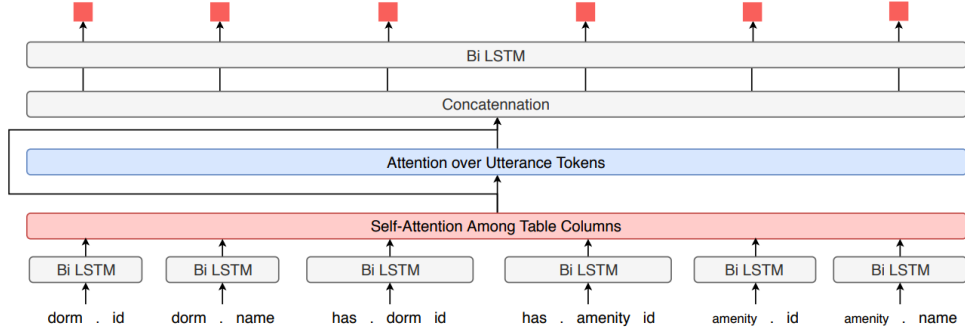 Bi LSTM
Concatennation
Attention over Utterance Tokens
Self-Attention Among Table Columns
Bi LSTM Bi LSTM Bi LSTM Bi LSTM Bi LSTM Bi LSTM
dorm . id dorm . name has . dorm id has . amenity id amenity . id amenity . name